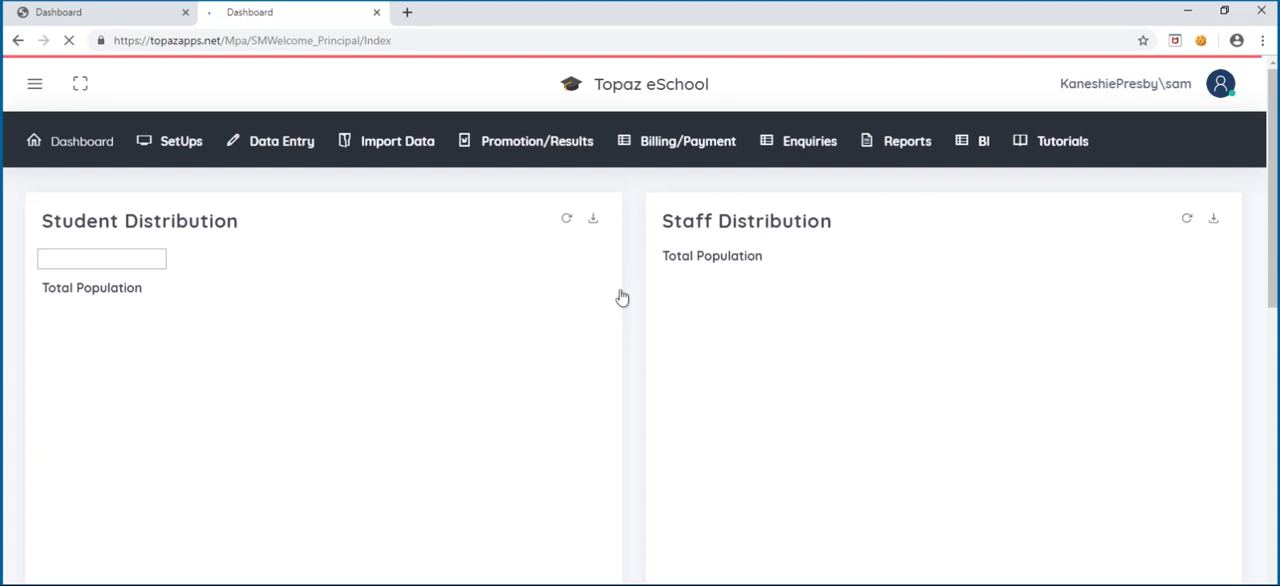 Dashboard
Dashboard
https://topazapps.net/Mpa/SMWelcome_Principal/Index
Topaz eSchool
KaneshiePresby\sam
Dashboard
SetUps
Data Entry
Import Data
Promotion/Results
Billing/Payment
Enquiries
Reports
BI
Tutorials
Student Distribution
Total Population
Staff Distribution
Total Population